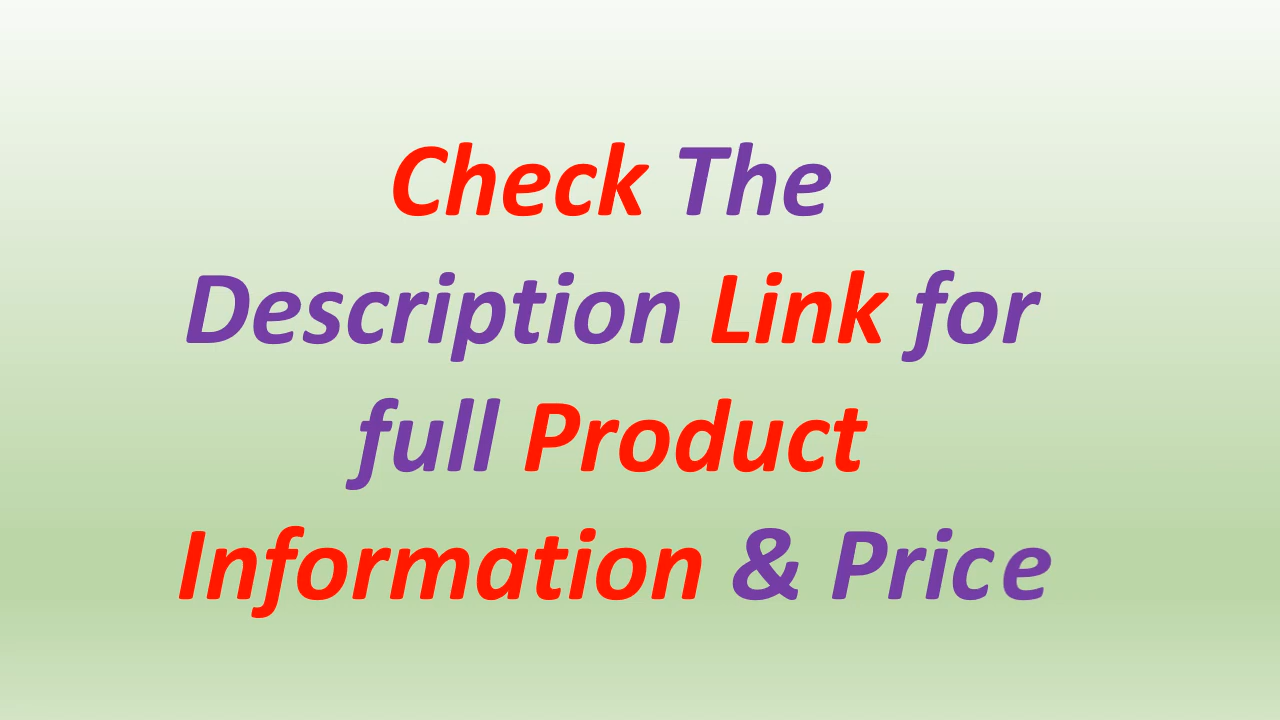 Check The
Description Link for
full Product
Information & Price